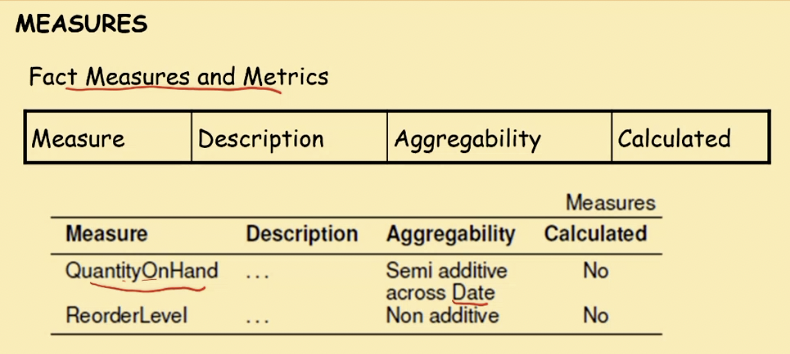 MEASURES
Fact Measures and Metrics
Measure Description Aggregability Calculated
Measures
Measure Description Aggregability Calculated
QuantityOnHand ... Semi additive No
across Date
ReorderLevel ... Non additive No